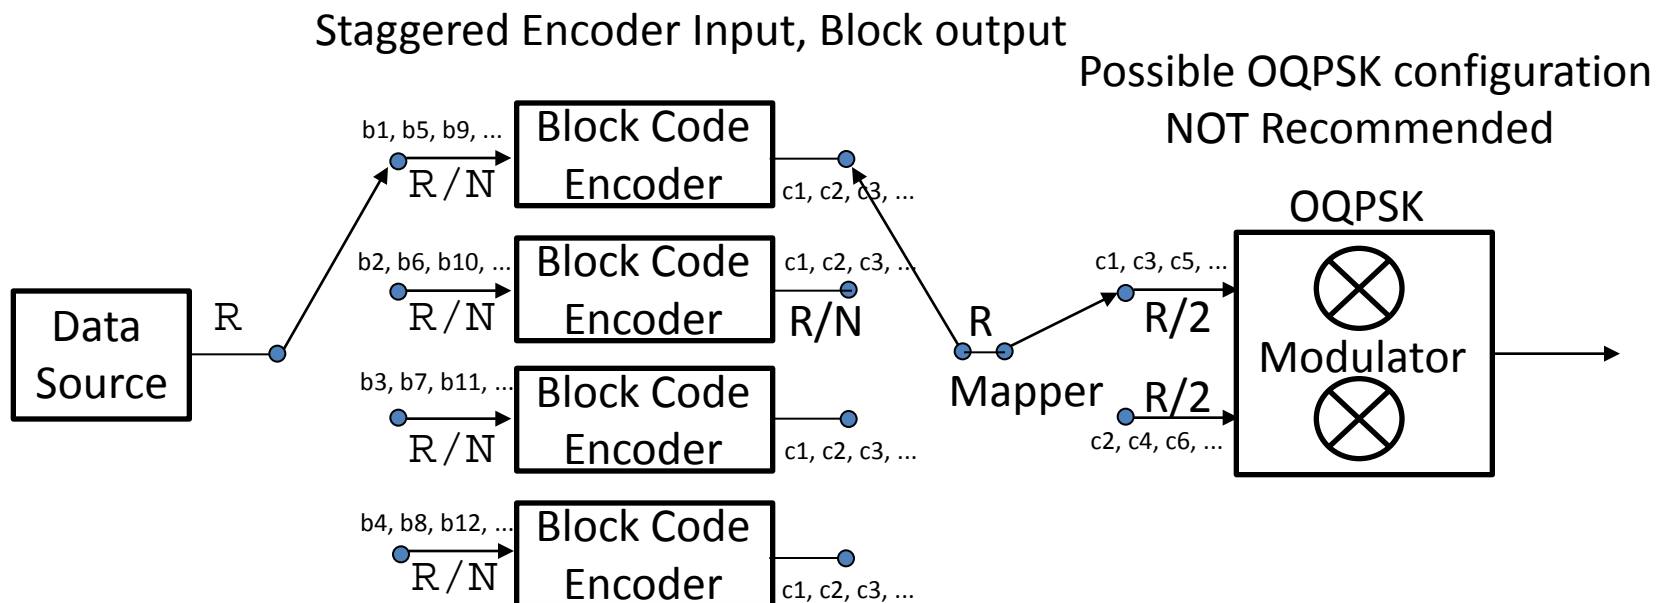 Staggered Encoder Input, Block output
Possible OQPSK configuration
NOT Recommended
b1, b5, b9, ...
R/N
Block Code
Encoder
c1, c2, c3, ...
b2, b6, b10, ...
R/N
Block Code
Encoder
c1, c2, c3, ...
R/N
Data
Source
R
b3, b7, b11, ...
R/N
Block Code
Encoder
c1, c2, c3, ...
b4, b8, b12, ...
R/N
Block Code
Encoder
c1, c2, c3, ...
R
Mapper
c1, c3, c5, ...
R/2
R/2
c2, c4, c6, ...
OQPSK
Modulator